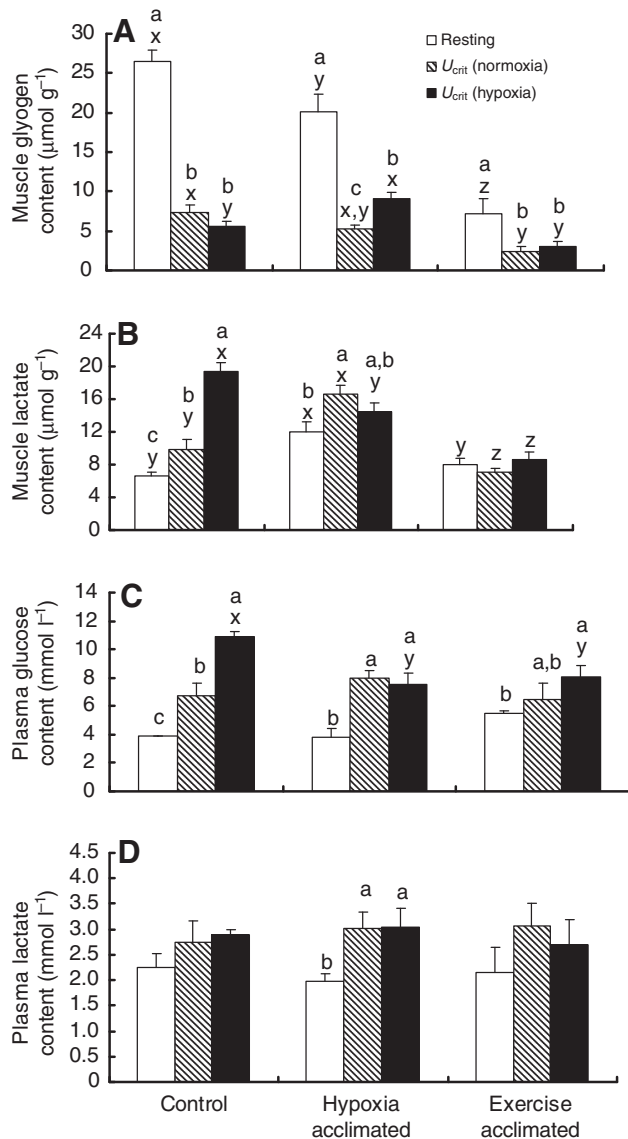 A
Muscle glyogen
content (μmol g⁻¹)
30
25
20
15
10
5
0
Resting
U_crit (normoxia)
U_crit (hypoxia)
a
x
b
x
b
y
a
y
c
x,y
b
x
a
z
b
y
b
y
B
Muscle lactate
content (μmol g⁻¹)
24
20
16
12
8
4
0
c
y
b
y
a
x
b
x
a
x
a,b
y
y
z
z
C
Plasma glucose
content (mmol l⁻¹)
14
12
10
8
6
4
2
0
c
b
a
x
b
a
a
y
b
a,b
a
y
D
Plasma lactate
content (mmol l⁻¹)
4.5
4.0
3.5
3.0
2.5
2.0
1.5
1.0
0.5
0
b
a
a
Control
Hypoxia
acclimated
Exercise
acclimated